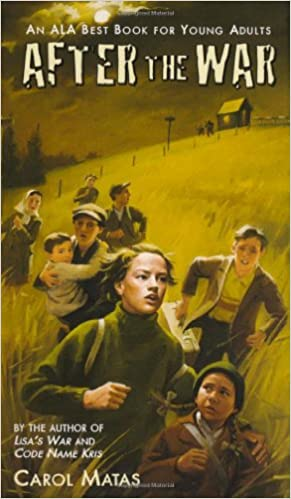 AN ALA BEST BOOK FOR YOUNG ADULTS
AFTER THE WAR
BY THE AUTHOR OF
LISA'S WAR AND
CODE NAME KRIS
CAROL MATAS